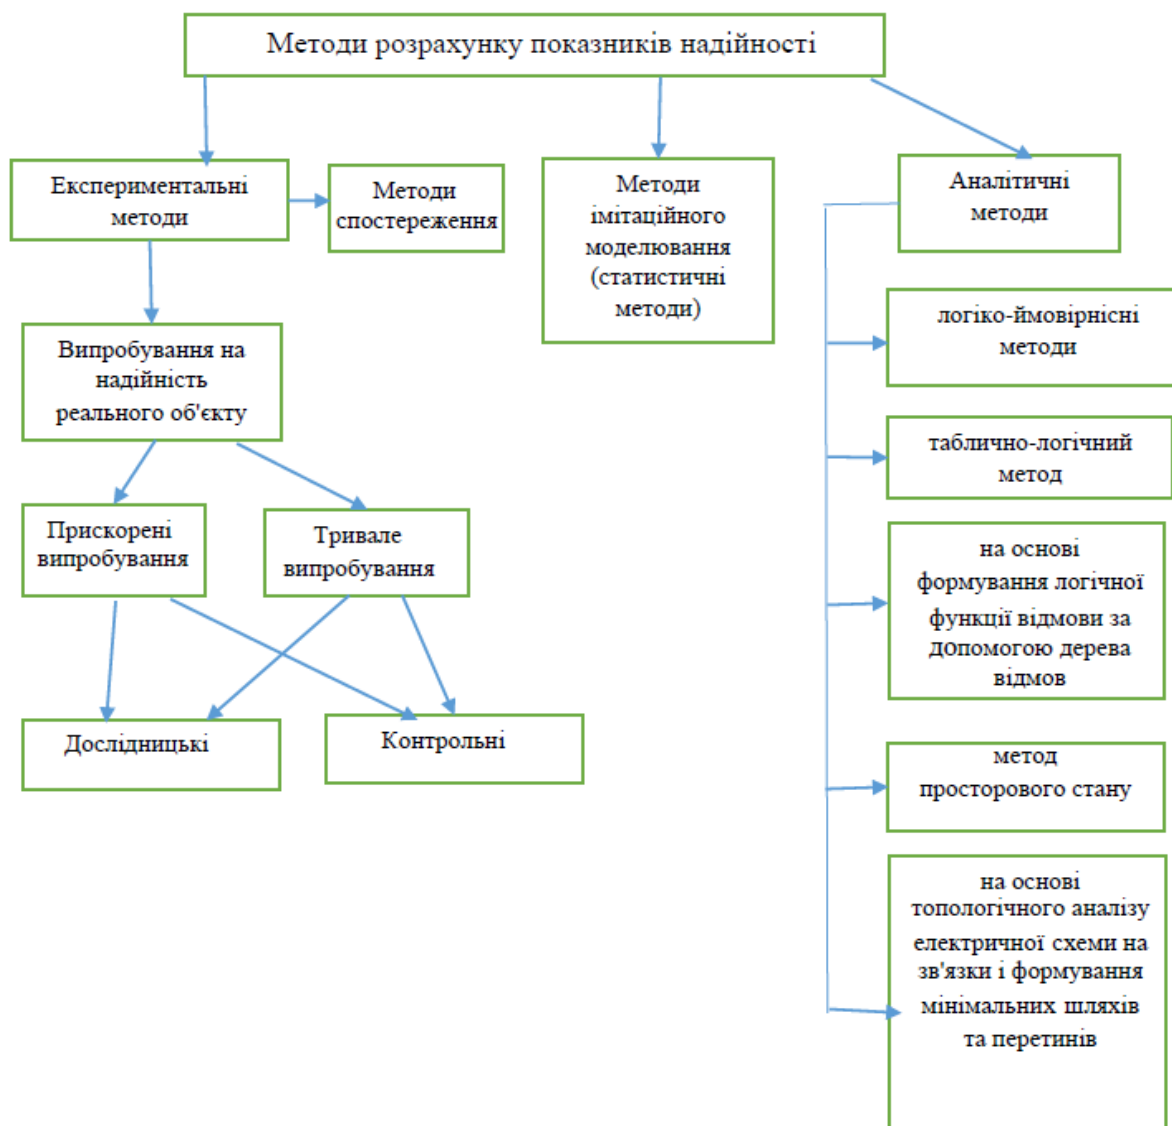 Методи розрахунку показників надійності
Експериментальні
методи
Методи
спостереження
Методи
імітаційного
моделювання
(статистичні
методи)
Аналітичні
методи
Випробування на
надійність
реального об'єкту
Прискорені
випробування
Тривале
випробування
Дослідницькі
Контрольні
логіко-ймовірнісні
методи
таблично-логічний
метод
на основі
формування логічної
функції відмови за
допомогою дерева
відмов
метод
просторового стану
на основі
топологічного аналізу
електричної схеми на
зв'язки і формування
мінімальних шляхів
та перетинів